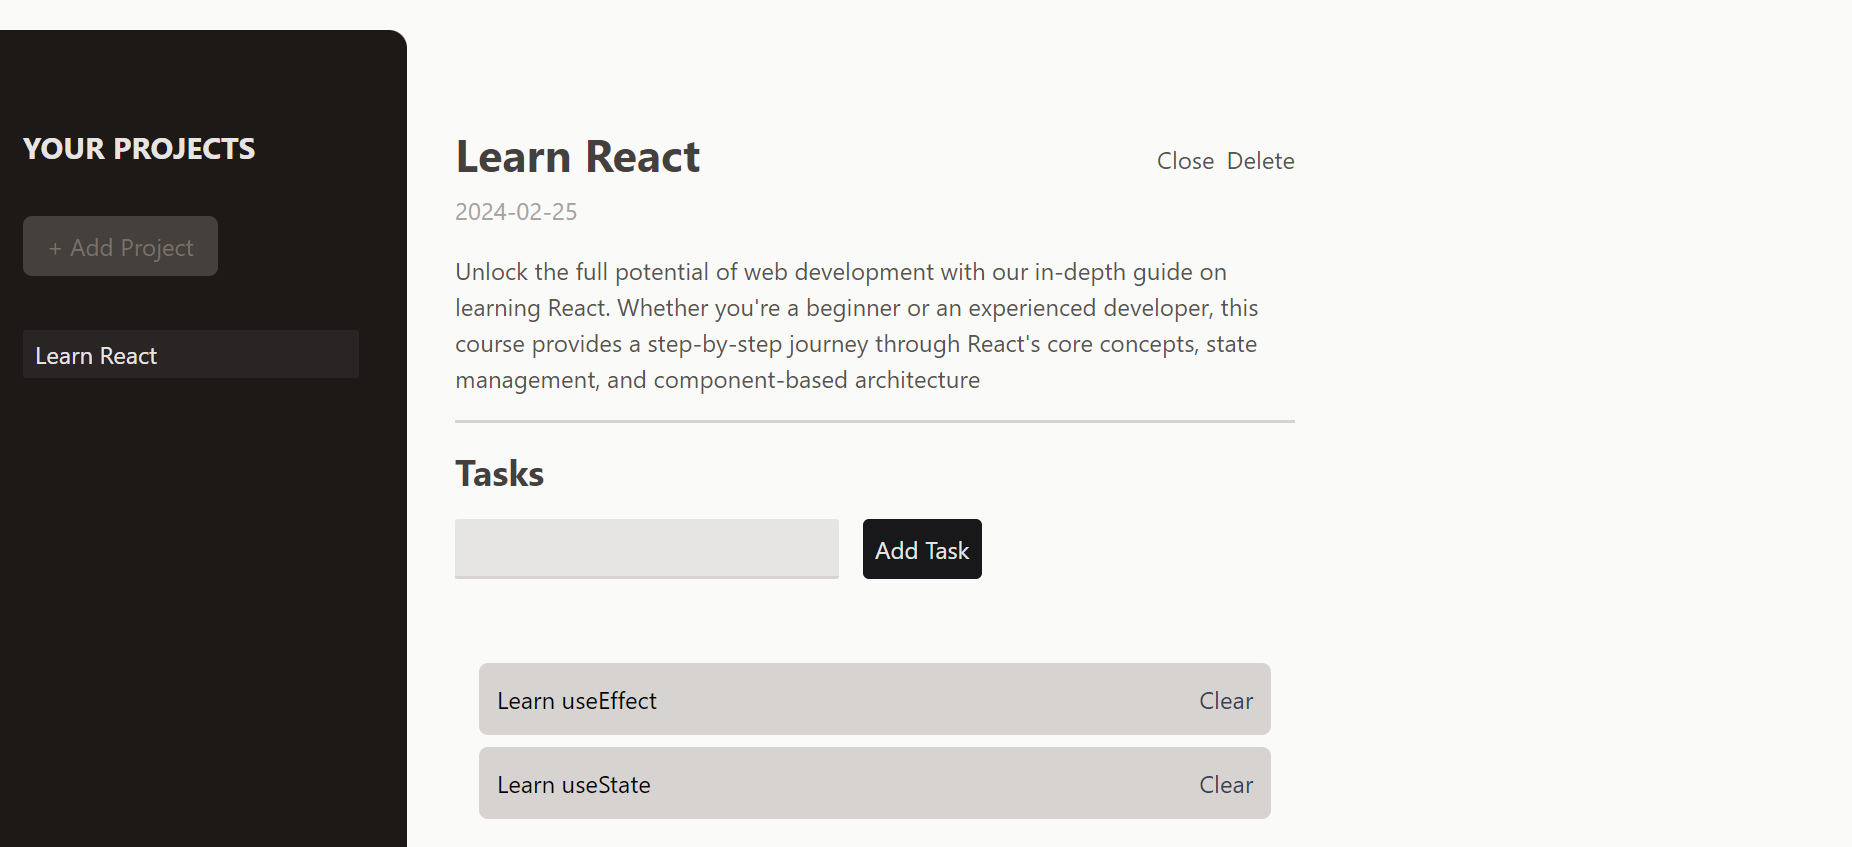 YOUR PROJECTS
+ Add Project
Learn React
Learn React
Close Delete
2024-02-25
Unlock the full potential of web development with our in-depth guide on
learning React. Whether you're a beginner or an experienced developer, this
course provides a step-by-step journey through React's core concepts, state
management, and component-based architecture
Tasks
Add Task
Learn useEffect Clear
Learn useState Clear